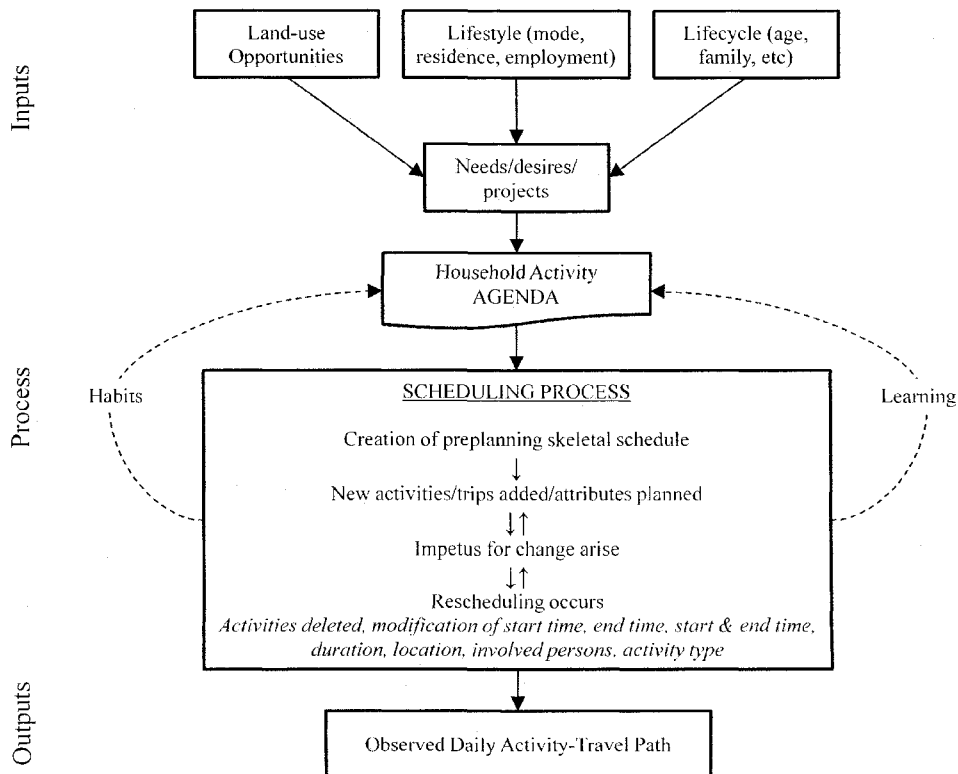 Inputs
Land-use
Opportunities
Lifestyle (mode,
residence, employment)
Lifecycle (age,
family, etc)
Needs/desires/
projects
Household Activity
AGENDA
Process
Habits
Learning
SCHEDULING PROCESS
Creation of preplanning skeletal schedule
New activities/trips added/attributes planned
Impetus for change arise
Rescheduling occurs
Activities deleted, modification of start time, end time, start & end time,
duration, location, involved persons, activity type
Outputs
Observed Daily Activity-Travel Path